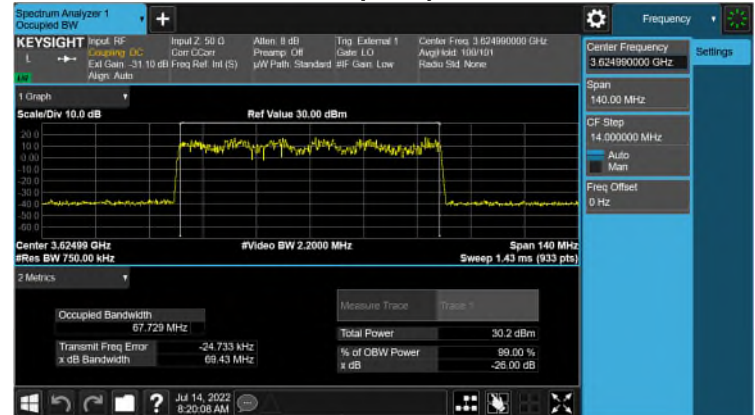 Spectrum Analyzer 1
Occupied BW
Frequency
KEYSIGHT Input: RF
Coupling: DC
Ext Gain: -31.10 dB
Align: Auto
Input Z: 50 Ω
Corr CCorr
Freq Ref: Int (S)
Atten: 8 dB
Preamp: Off
µW Path: Standard
Trig: External 1
Gate: LO
#IF Gain: Low
Center Freq: 3.624990000 GHz
Avg|Hold: 100/101
Radio Std: None
L
Center Frequency
3.624990000 GHz
Settings
Span
140.00 MHz
CF Step
14.000000 MHz
Auto
Man
Freq Offset
0 Hz
1 Graph
Scale/Div 10.0 dB
Ref Value 30.00 dBm
20.0
10.0
0.00
-10.0
-20.0
-30.0
-40.0
-50.0
-60.0
Center 3.62499 GHz
#Video BW 2.2000 MHz
Span 140 MHz
#Res BW 750.00 kHz
Sweep 1.43 ms (933 pts)
2 Metrics
Measure Trace
Trace 1
Occupied Bandwidth
67.729 MHz
Total Power
30.2 dBm
Transmit Freq Error
-24.733 kHz
% of OBW Power
99.00 %
x dB Bandwidth
69.43 MHz
x dB
-26.00 dB
?
Jul 14, 2022
8:20:08 AM